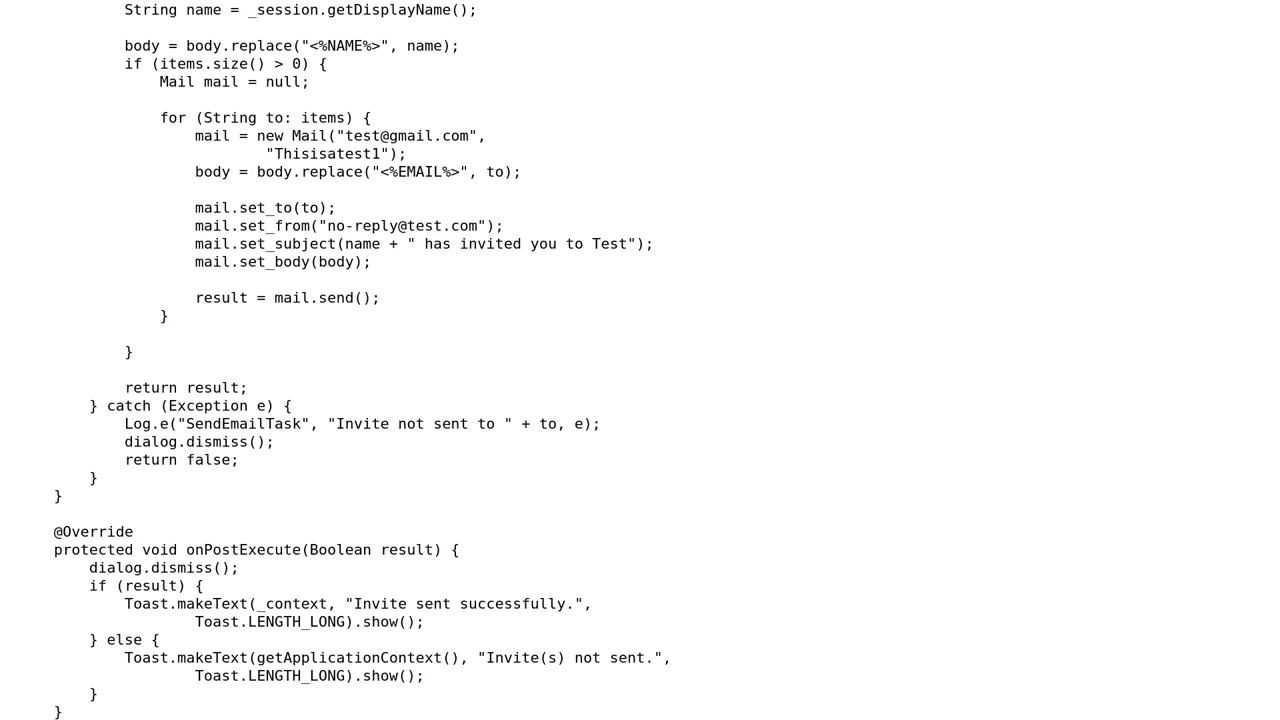 String name = _session.getDisplayName();

        body = body.replace("<%NAME%>", name);
        if (items.size() > 0) {
            Mail mail = null;

            for (String to: items) {
                mail = new Mail("test@gmail.com",
                        "Thisisatest1");
                body = body.replace("<%EMAIL%>", to);

                mail.set_to(to);
                mail.set_from("no-reply@test.com");
                mail.set_subject(name + " has invited you to Test");
                mail.set_body(body);

                result = mail.send();
            }

        }

        return result;
    } catch (Exception e) {
        Log.e("SendEmailTask", "Invite not sent to " + to, e);
        dialog.dismiss();
        return false;
    }
}

@Override
protected void onPostExecute(Boolean result) {
    dialog.dismiss();
    if (result) {
        Toast.makeText(_context, "Invite sent successfully.",
                Toast.LENGTH_LONG).show();
    } else {
        Toast.makeText(getApplicationContext(), "Invite(s) not sent.",
                Toast.LENGTH_LONG).show();
    }
}